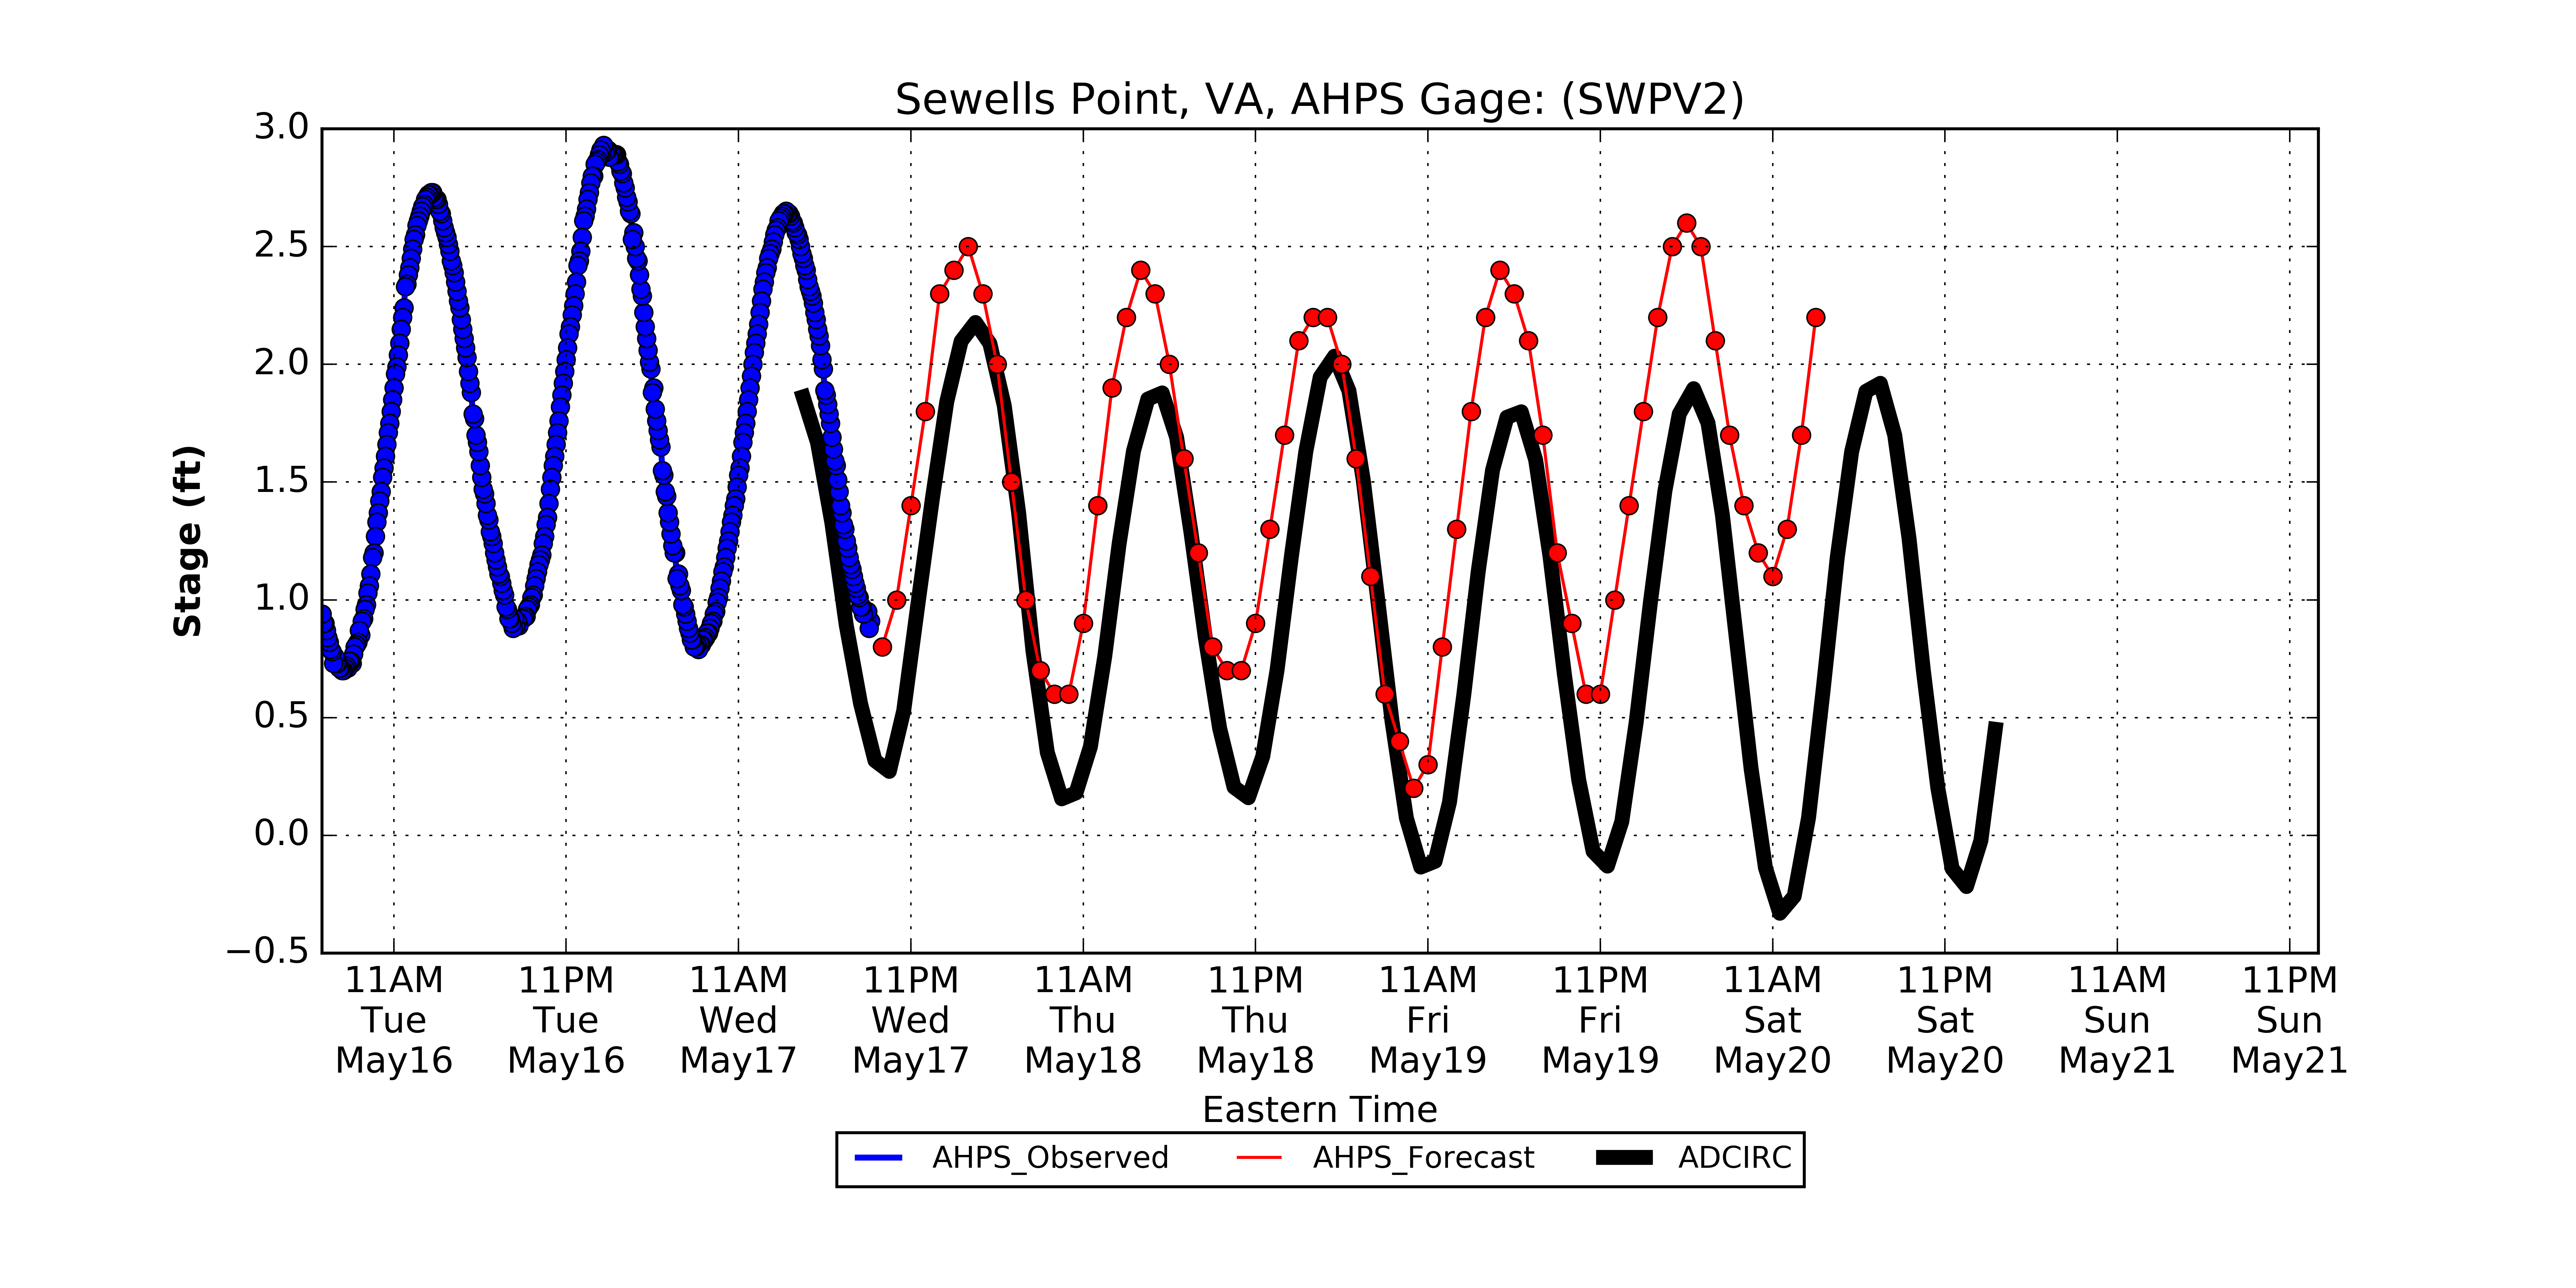 Sewells Point, VA, AHPS Gage: (SWPV2)
3.0
2.5
2.0
1.5
1.0
0.5
0.0
−0.5
Stage (ft)
11AM 11PM 11AM 11PM 11AM 11PM 11AM 11PM 11AM 11PM 11AM 11PM
Tue Tue Wed Wed Thu Thu Fri Fri Sat Sat Sun Sun
May16 May16 May17 May17 May18 May18 May19 May19 May20 May20 May21 May21
Eastern Time
AHPS_Observed AHPS_Forecast ADCIRC